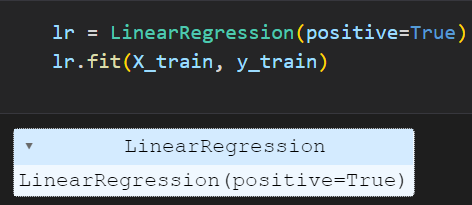 lr = LinearRegression(positive=True)
lr.fit(X_train, y_train)
LinearRegression
LinearRegression(positive=True)